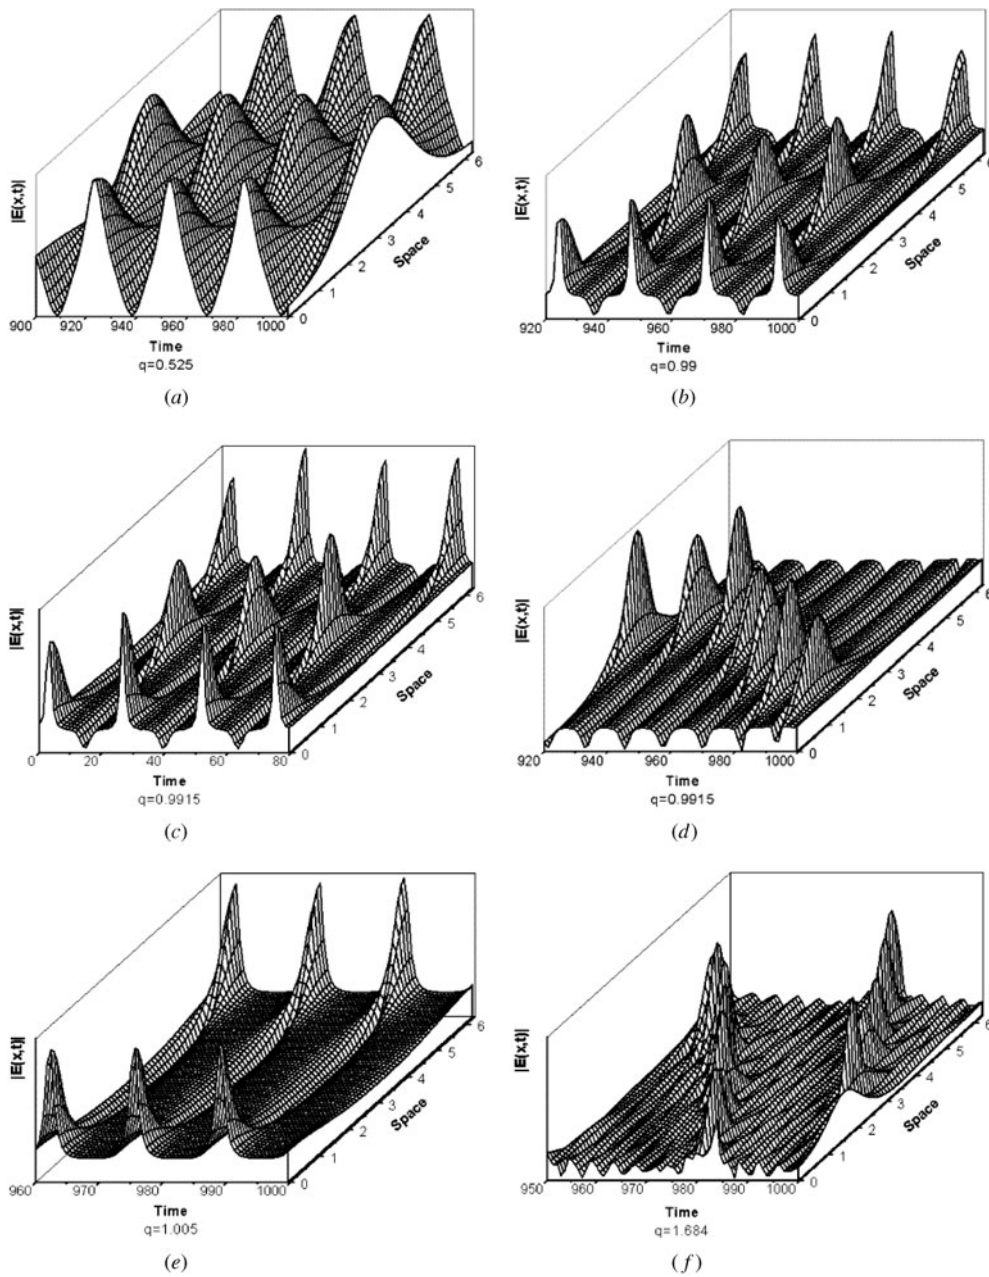 |E(x,t)|
900 920 940 960 980 1000
0 1 2 3 4 5 6
Space
Time
q=0.525
(a)
|E(x,t)|
920 940 960 980 1000
0 1 2 3 4 5 6
Space
Time
q=0.99
(b)
|E(x,t)|
0 20 40 60 80
0 1 2 3 4 5 6
Space
Time
q=0.9915
(c)
|E(x,t)|
920 940 960 980 1000
0 1 2 3 4 5 6
Space
Time
q=0.9915
(d)
|E(x,t)|
960 970 980 990 1000
0 1 2 3 4 5 6
Space
Time
q=1.005
(e)
|E(x,t)|
950 960 970 980 990 1000
0 1 2 3 4 5 6
Space
Time
q=1.684
(f)